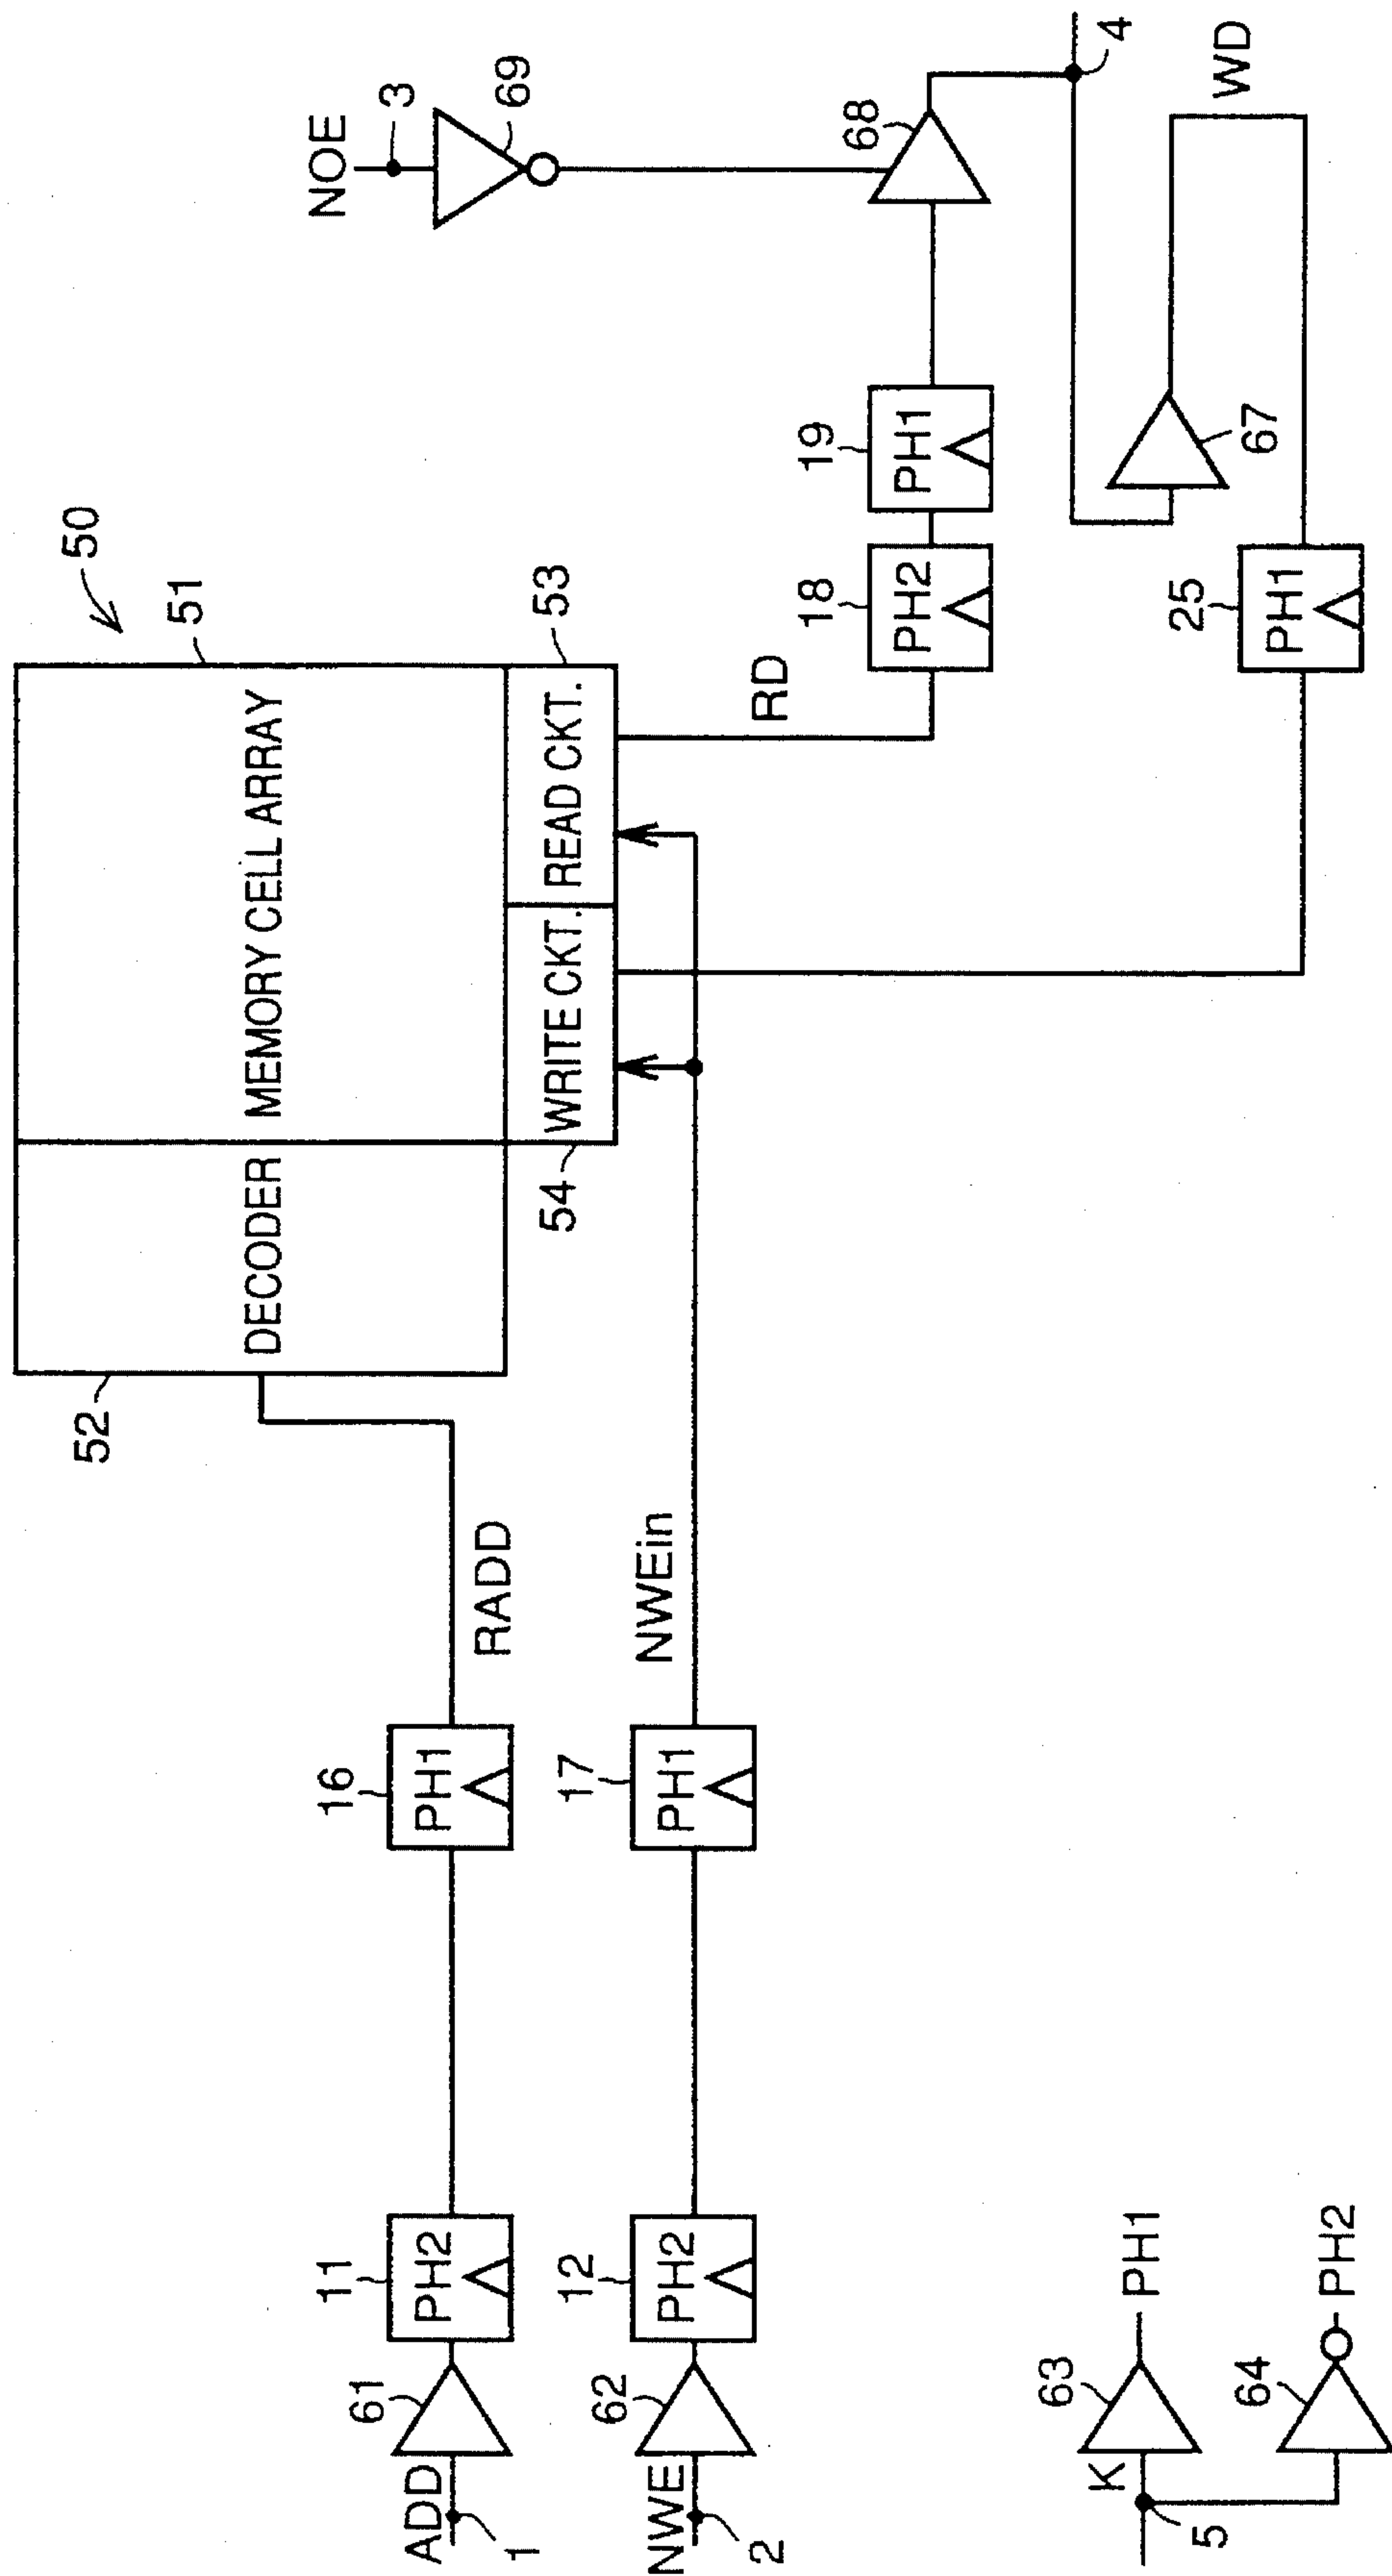 50
51
52
DECODER
MEMORY CELL ARRAY
54
WRITE CKT.
READ CKT.
53
NOE
3
69
ADD
1
61
11
PH2
16
PH1
RADD
NWE
2
62
12
PH2
17
PH1
NWEin
RD
18
PH2
19
PH1
68
4
67
WD
25
PH1
K
5
63
PH1
64
PH2